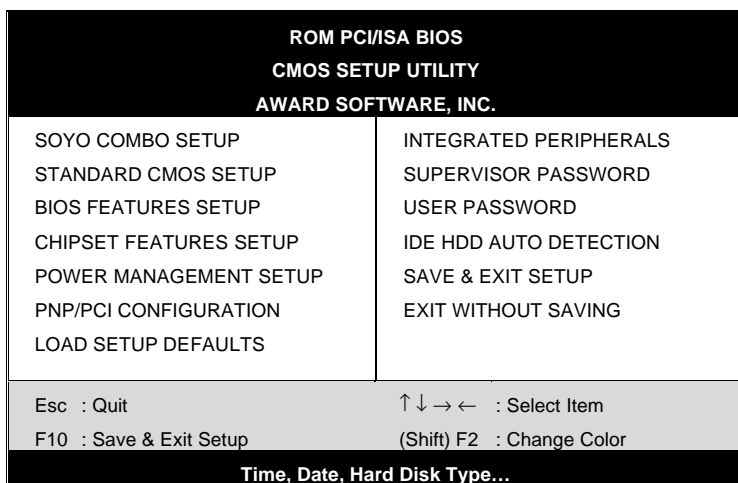 ROM PCI/ISA BIOS
CMOS SETUP UTILITY
AWARD SOFTWARE, INC.
SOYO COMBO SETUP
STANDARD CMOS SETUP
BIOS FEATURES SETUP
CHIPSET FEATURES SETUP
POWER MANAGEMENT SETUP
PNP/PCI CONFIGURATION
LOAD SETUP DEFAULTS
INTEGRATED PERIPHERALS
SUPERVISOR PASSWORD
USER PASSWORD
IDE HDD AUTO DETECTION
SAVE & EXIT SETUP
EXIT WITHOUT SAVING
Esc : Quit
↑↓→← : Select Item
F10 : Save & Exit Setup
(Shift) F2 : Change Color
Time, Date, Hard Disk Type…